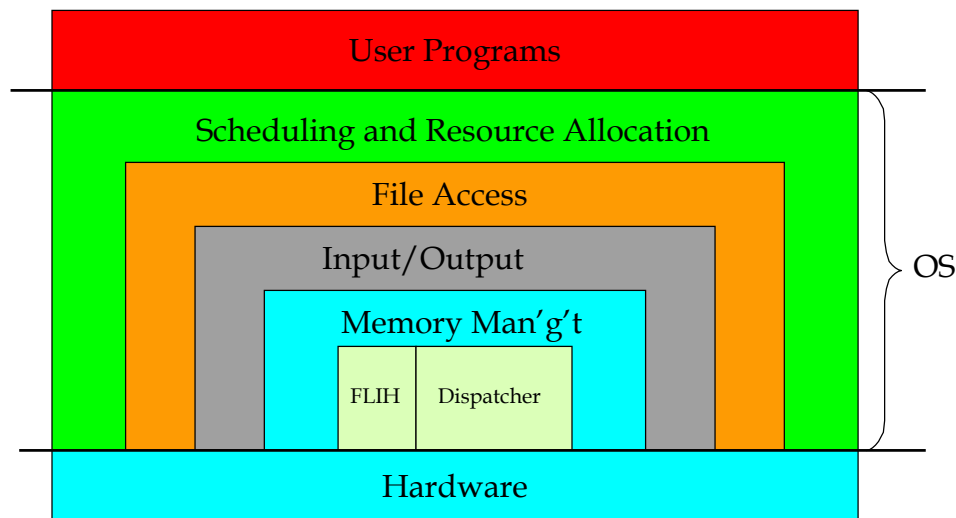 User Programs
Scheduling and Resource Allocation
File Access
Input/Output
OS
Memory Man’g’t
FLIH
Dispatcher
Hardware